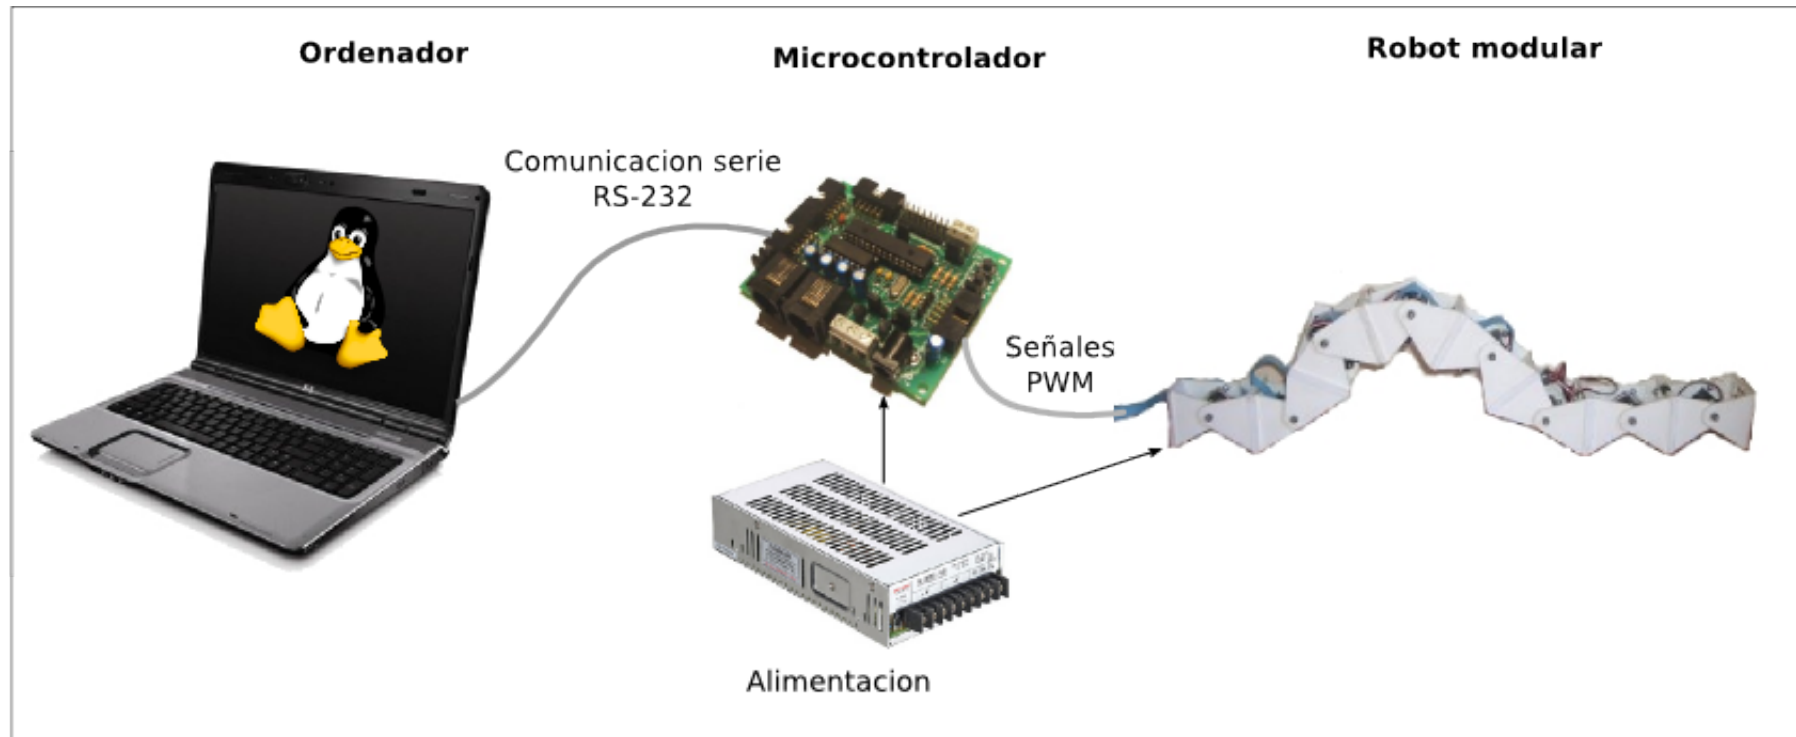 Ordenador
Microcontrolador
Robot modular
Comunicacion serie
RS-232
Señales
PWM
Alimentacion